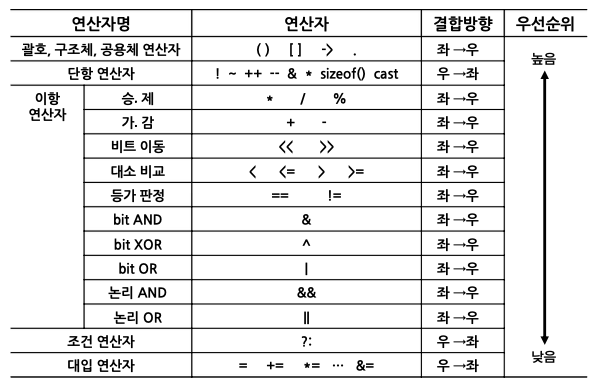 연산자명 연산자 결합방향 우선순위
괄호, 구조체, 공용체 연산자 ( ) [ ] -> . 좌 →우 높음
단항 연산자 ! ~ ++ -- & * sizeof() cast 우 →좌
이항 연산자 승. 제 * / % 좌 →우
가. 감 + - 좌 →우
비트 이동 << >> 좌 →우
대소 비교 < <= > >= 좌 →우
등가 판정 == != 좌 →우
bit AND & 좌 →우
bit XOR ^ 좌 →우
bit OR | 좌 →우
논리 AND && 좌 →우
논리 OR || 좌 →우
조건 연산자 ?: 우 →좌 낮음
대입 연산자 = += *= ··· &= 우 →좌